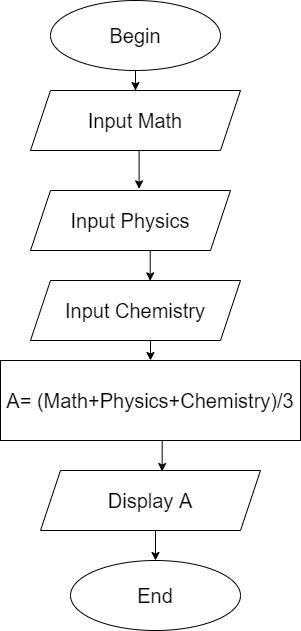 Begin
Input Math
Input Physics
Input Chemistry
A= (Math+Physics+Chemistry)/3
Display A
End